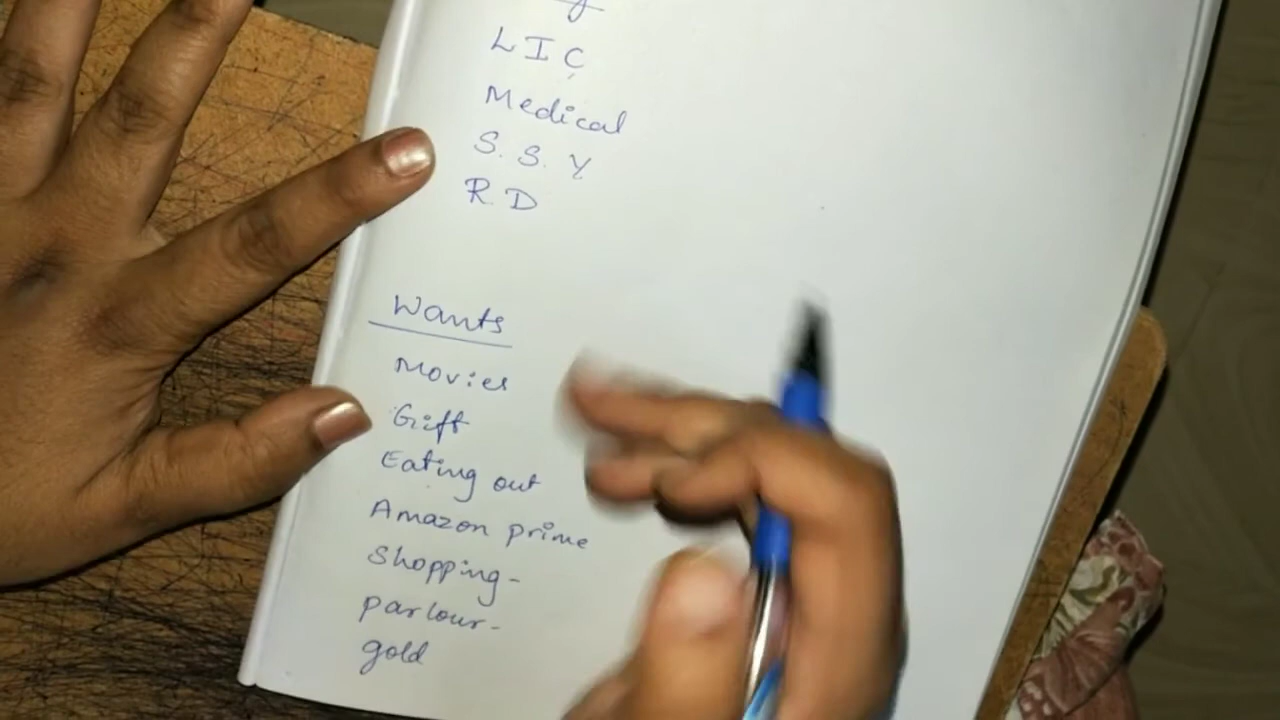 LIC
Medical
S. S. Y
R. D
Wants
Movies
Gift
Eating out
Amazon prime
Shopping-
parlour-
gold